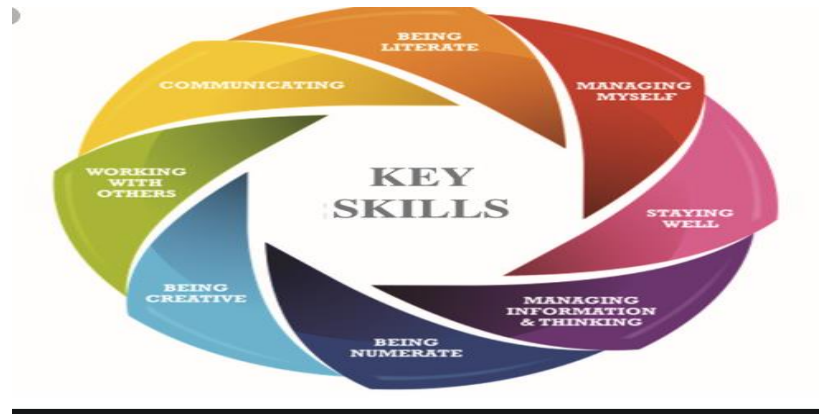 BEING
LITERATE
MANAGING
MYSELF
STAYING
WELL
MANAGING
INFORMATION
& THINKING
BEING
NUMERATE
BEING
CREATIVE
WORKING
WITH
OTHERS
COMMUNICATING
KEY
SKILLS